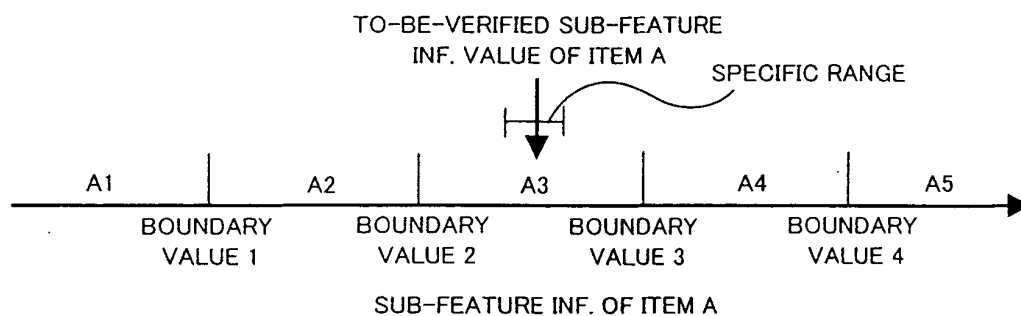 TO-BE-VERIFIED SUB-FEATURE
INF. VALUE OF ITEM A
SPECIFIC RANGE
A1 A2 A3 A4 A5
BOUNDARY BOUNDARY BOUNDARY BOUNDARY
VALUE 1 VALUE 2 VALUE 3 VALUE 4
SUB-FEATURE INF. OF ITEM A